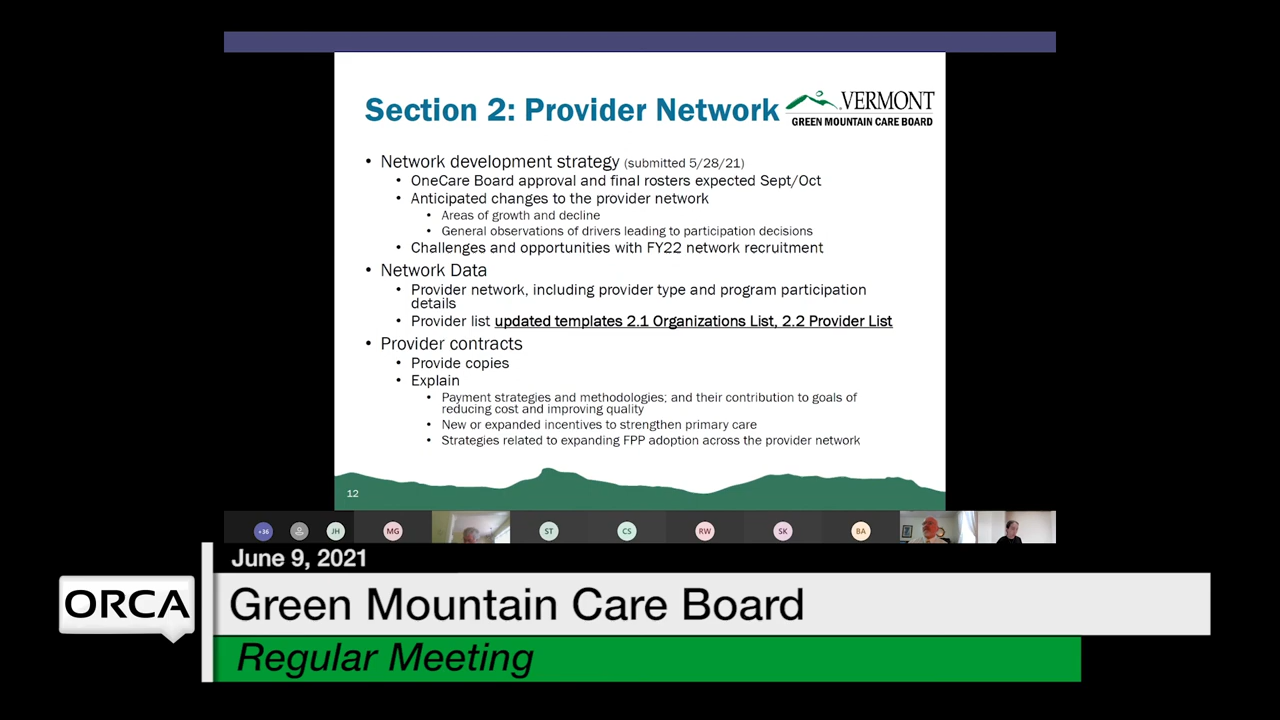 Section 2: Provider Network
VERMONT
GREEN MOUNTAIN CARE BOARD
• Network development strategy (submitted 5/28/21)
• OneCare Board approval and final rosters expected Sept/Oct
• Anticipated changes to the provider network
• Areas of growth and decline
• General observations of drivers leading to participation decisions
• Challenges and opportunities with FY22 network recruitment
• Network Data
• Provider network, including provider type and program participation
details
• Provider list updated templates 2.1 Organizations List, 2.2 Provider List
• Provider contracts
• Provide copies
• Explain
• Payment strategies and methodologies; and their contribution to goals of
reducing cost and improving quality
• New or expanded incentives to strengthen primary care
• Strategies related to expanding FPP adoption across the provider network
12
+36 JH MG ST CS RW SK BA
June 9, 2021
ORCA
Green Mountain Care Board
Regular Meeting